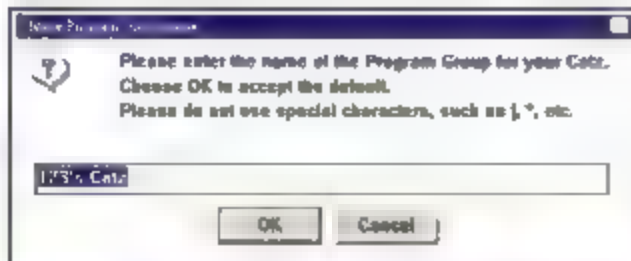 Please enter the name of the Program Group for your Catz.
Choose OK to accept the default.
Please do not use special characters, such as ], *, etc.
Catz
OK
Cancel